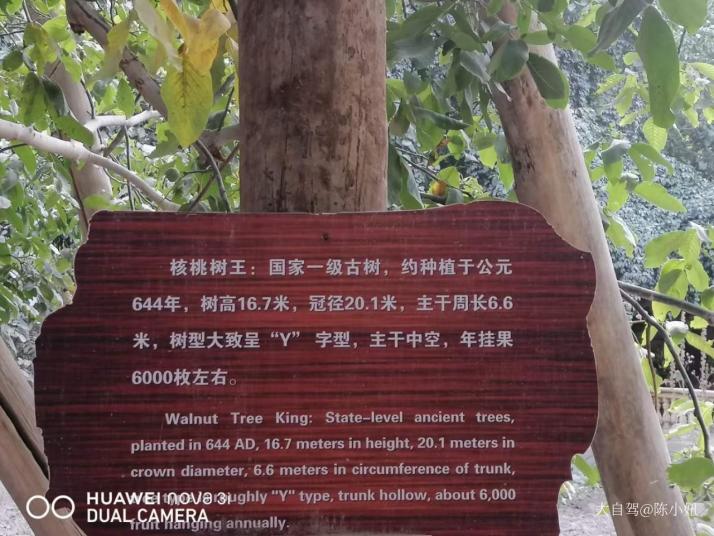 核桃树王：国家一级古树，约种植于公元
644年，树高16.7米，冠径20.1米，主干周长6.6
米，树型大致呈“Y” 字型，主干中空，年挂果
6000枚左右。
Walnut Tree King: State-level ancient trees,
planted in 644 AD, 16.7 meters in height, 20.1 meters in
crown diameter, 6.6 meters in circumference of trunk,
type roughly "Y" type, trunk hollow, about 6,000
fruit hanging annually.
HUAWEI nova 3i
DUAL CAMERA
大自驾@陈小妞